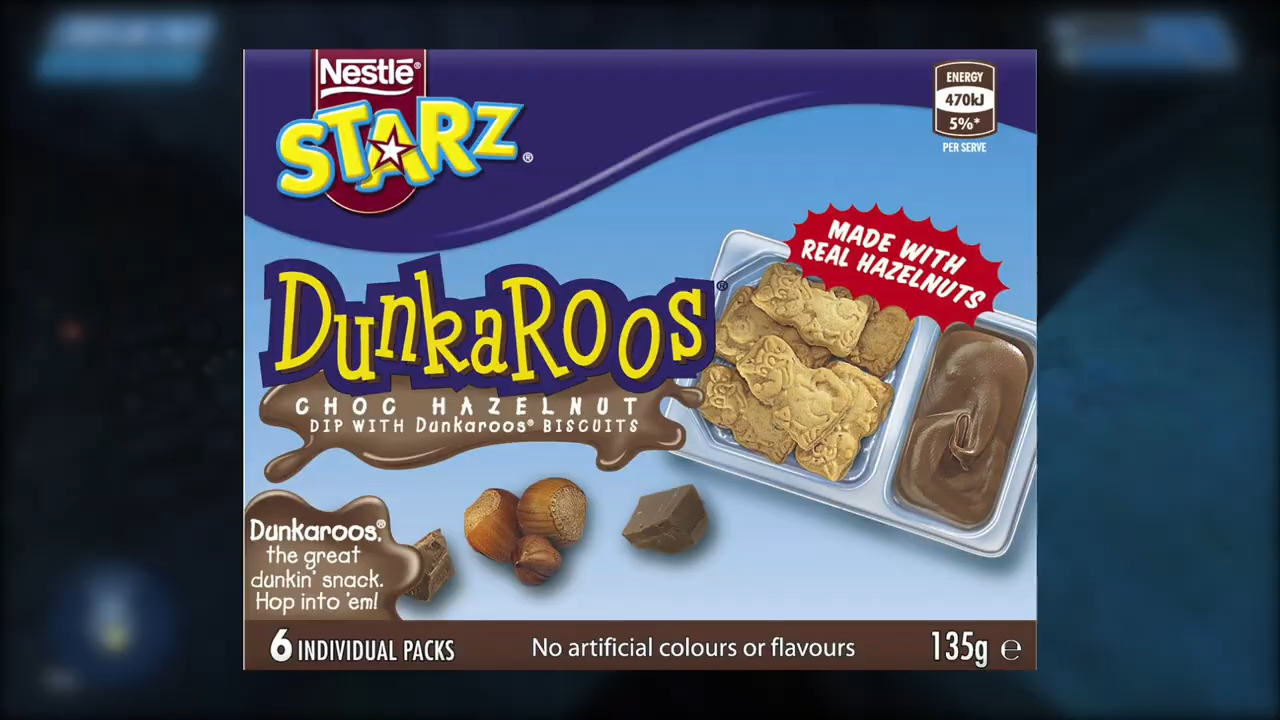 Nestlé®
STARZ®
ENERGY
470kJ
5%*
PER SERVE
MADE WITH
REAL HAZELNUTS
DunkaRoos®
CHOC HAZELNUT
DIP WITH Dunkaroos® BISCUITS
Dunkaroos®,
the great
dunkin' snack.
Hop into 'em!
6 INDIVIDUAL PACKS
No artificial colours or flavours
135g ℮